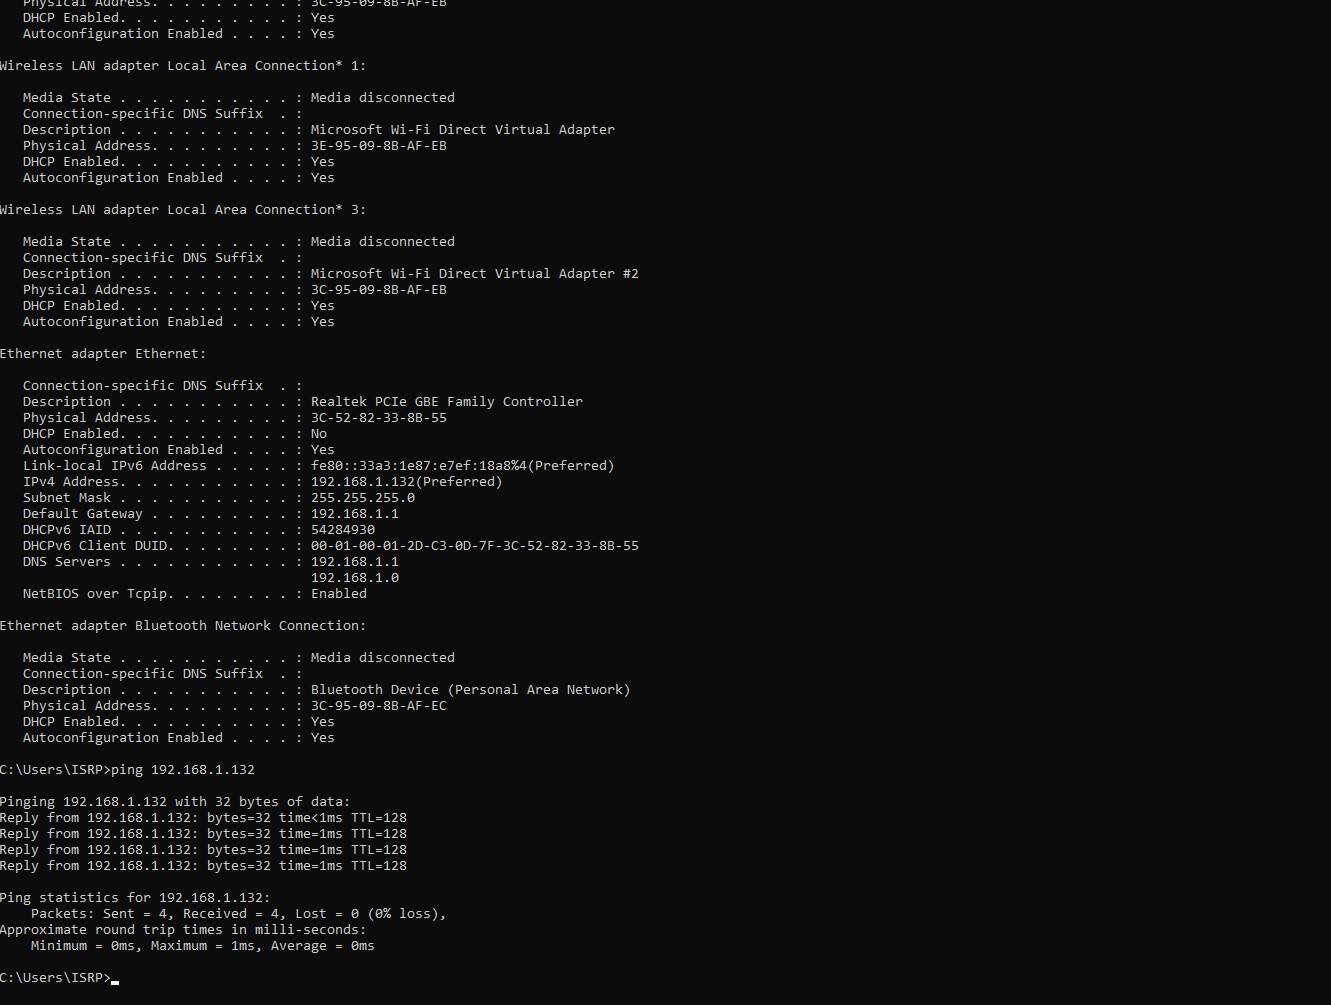 Physical Address. . . . . . . . . : 3C-95-09-8B-AF-EB
DHCP Enabled. . . . . . . . . . . : Yes
Autoconfiguration Enabled . . . . : Yes
Wireless LAN adapter Local Area Connection* 1:
Media State . . . . . . . . . . . : Media disconnected
Connection-specific DNS Suffix  . :
Description . . . . . . . . . . . : Microsoft Wi-Fi Direct Virtual Adapter
Physical Address. . . . . . . . . : 3E-95-09-8B-AF-EB
DHCP Enabled. . . . . . . . . . . : Yes
Autoconfiguration Enabled . . . . : Yes
Wireless LAN adapter Local Area Connection* 3:
Media State . . . . . . . . . . . : Media disconnected
Connection-specific DNS Suffix  . :
Description . . . . . . . . . . . : Microsoft Wi-Fi Direct Virtual Adapter #2
Physical Address. . . . . . . . . : 3C-95-09-8B-AF-EB
DHCP Enabled. . . . . . . . . . . : Yes
Autoconfiguration Enabled . . . . : Yes
Ethernet adapter Ethernet:
Connection-specific DNS Suffix  . :
Description . . . . . . . . . . . : Realtek PCIe GBE Family Controller
Physical Address. . . . . . . . . : 3C-52-82-33-8B-55
DHCP Enabled. . . . . . . . . . . : No
Autoconfiguration Enabled . . . . : Yes
Link-local IPv6 Address . . . . . : fe80::33a3:1e87:e7ef:18a8%4(Preferred)
IPv4 Address. . . . . . . . . . . : 192.168.1.132(Preferred)
Subnet Mask . . . . . . . . . . . : 255.255.255.0
Default Gateway . . . . . . . . . : 192.168.1.1
DHCPv6 IAID . . . . . . . . . . . : 54284930
DHCPv6 Client DUID. . . . . . . . : 00-01-00-01-2D-C3-0D-7F-3C-52-82-33-8B-55
DNS Servers . . . . . . . . . . . : 192.168.1.1
192.168.1.0
NetBIOS over Tcpip. . . . . . . . : Enabled
Ethernet adapter Bluetooth Network Connection:
Media State . . . . . . . . . . . : Media disconnected
Connection-specific DNS Suffix  . :
Description . . . . . . . . . . . : Bluetooth Device (Personal Area Network)
Physical Address. . . . . . . . . : 3C-95-09-8B-AF-EC
DHCP Enabled. . . . . . . . . . . : Yes
Autoconfiguration Enabled . . . . : Yes
C:\Users\ISRP>ping 192.168.1.132
Pinging 192.168.1.132 with 32 bytes of data:
Reply from 192.168.1.132: bytes=32 time<1ms TTL=128
Reply from 192.168.1.132: bytes=32 time=1ms TTL=128
Reply from 192.168.1.132: bytes=32 time=1ms TTL=128
Reply from 192.168.1.132: bytes=32 time=1ms TTL=128
Ping statistics for 192.168.1.132:
Packets: Sent = 4, Received = 4, Lost = 0 (0% loss),
Approximate round trip times in milli-seconds:
Minimum = 0ms, Maximum = 1ms, Average = 0ms
C:\Users\ISRP>